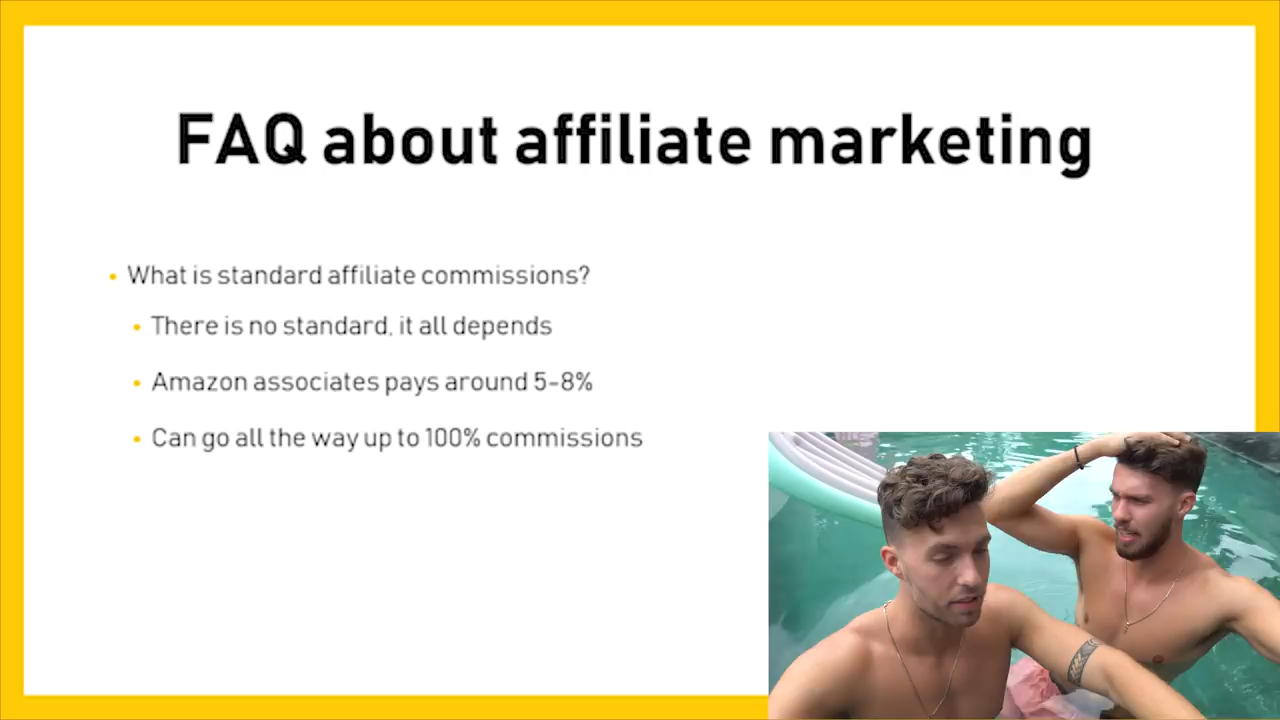 FAQ about affiliate marketing
What is standard affiliate commissions?
There is no standard, it all depends
Amazon associates pays around 5-8%
Can go all the way up to 100% commissions